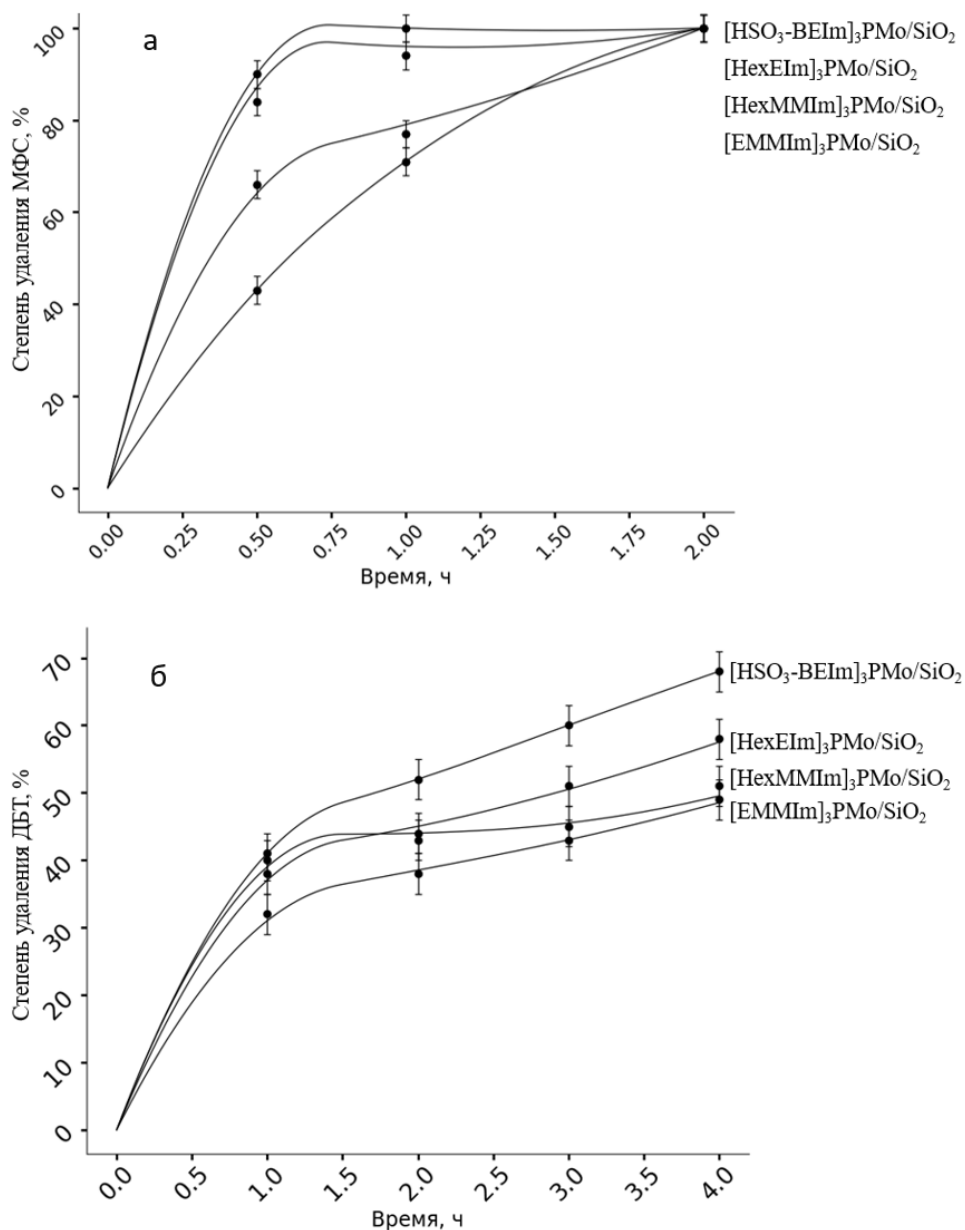 а
Степень удаления МФС, %
100
80
60
40
20
0
[HSO₃-BEIm]₃PMo/SiO₂
[HexEIm]₃PMo/SiO₂
[HexMMIm]₃PMo/SiO₂
[EMMIm]₃PMo/SiO₂
0.00 0.25 0.50 0.75 1.00 1.25 1.50 1.75 2.00
Время, ч
б
Степень удаления ДБТ, %
70
60
50
40
30
20
10
0
[HSO₃-BEIm]₃PMo/SiO₂
[HexEIm]₃PMo/SiO₂
[HexMMIm]₃PMo/SiO₂
[EMMIm]₃PMo/SiO₂
0.0 1.0 1.5 2.0 2.5 3.0 3.5 4.0
Время, ч